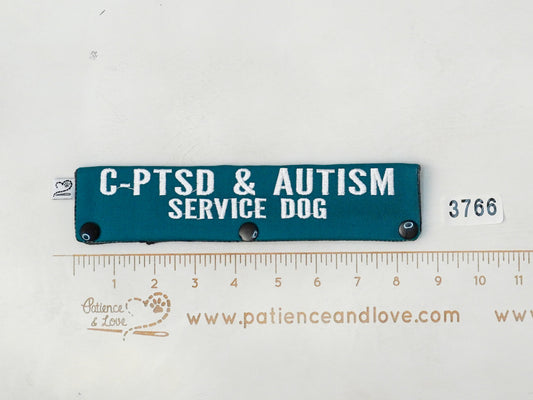 C-PTSD & AUTISM
SERVICE DOG
3766
1 2 3 4 5 6 7 8 9 10 11
Patience
& Love
www.patienceandlove.com